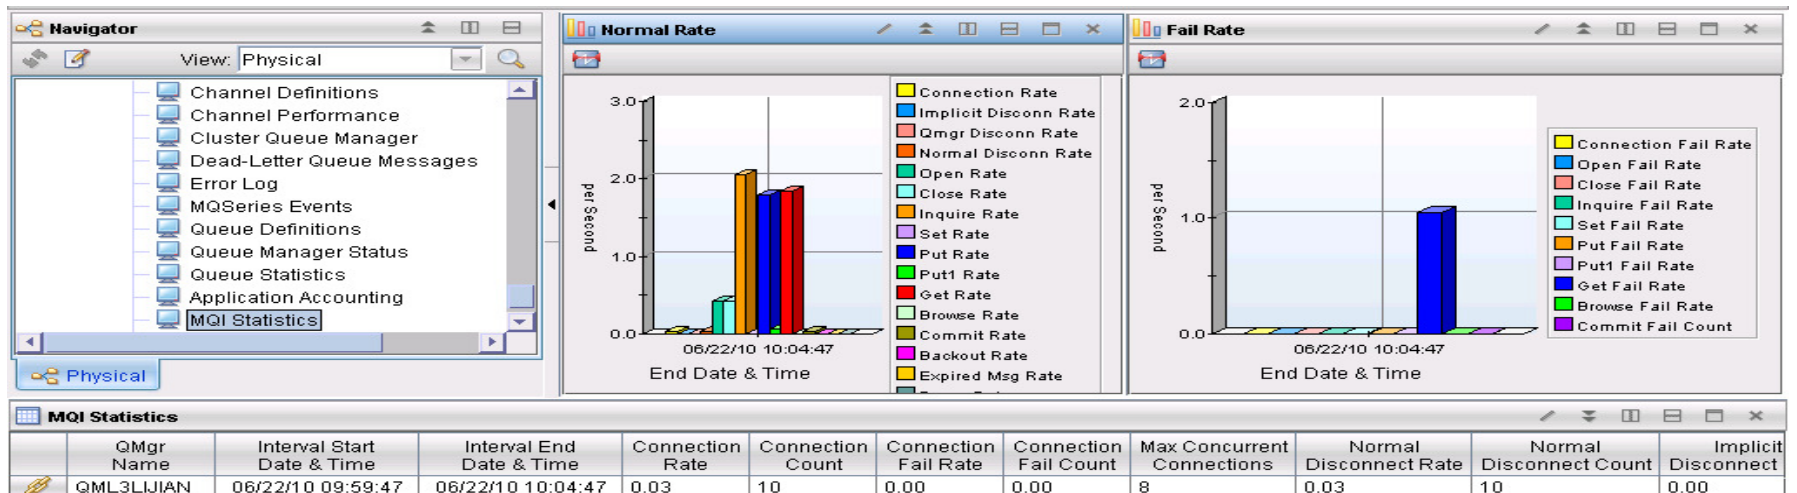 Navigator
View: Physical
Channel Definitions
Channel Performance
Cluster Queue Manager
Dead-Letter Queue Messages
Error Log
MQSeries Events
Queue Definitions
Queue Manager Status
Queue Statistics
Application Accounting
MQI Statistics
Physical
Normal Rate
3.0
2.0
1.0
0.0
per Second
06/22/10 10:04:47
End Date & Time
Connection Rate
Implicit Disconn Rate
Qmgr Disconn Rate
Normal Disconn Rate
Open Rate
Close Rate
Inquire Rate
Set Rate
Put Rate
Put1 Rate
Get Rate
Browse Rate
Commit Rate
Backout Rate
Expired Msg Rate
Fail Rate
2.0
1.0
0.0
per Second
06/22/10 10:04:47
End Date & Time
Connection Fail Rate
Open Fail Rate
Close Fail Rate
Inquire Fail Rate
Set Fail Rate
Put Fail Rate
Put1 Fail Rate
Get Fail Rate
Browse Fail Rate
Commit Fail Count
MQI Statistics
QMgr Interval Start Interval End Connection Connection Connection Connection Max Concurrent Normal Normal Implicit
Name Date & Time Date & Time Rate Count Fail Rate Fail Count Connections Disconnect Rate Disconnect Count Disconnect
QML3LIJIAN 06/22/10 09:59:47 06/22/10 10:04:47 0.03 10 0.00 0.00 8 0.03 10 0.00